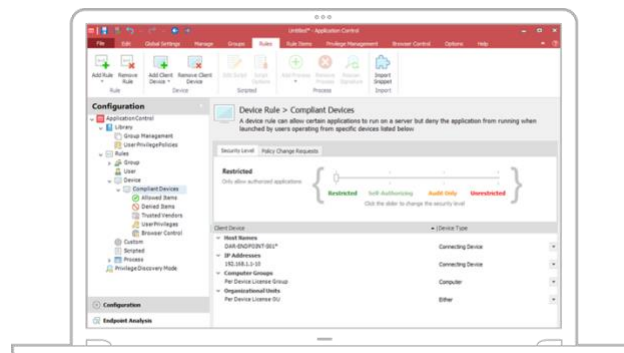 Untitled* - Application Control
File Edit Global Settings Manage Groups Rules Rule Items Privilege Management Browser Control Options Help
Add Rule Remove Rule Add Client Device Remove Client Device Edit Script Script Options Add Process Remove Process Import Snippet
Rule Device Scripted Process Import
Configuration
ApplicationControl
Library
Group Management
UserPrivilegePolicies
Rules
Group
User
Device
Compliant Devices
Allowed Items
Denied Items
Trusted Vendors
UserPrivileges
Browser Control
Custom
Scripted
Process
Privilege Discovery Mode
Configuration
Endpoint Analysis
Device Rule > Compliant Devices
A device rule can allow certain applications to run on a server but deny the application from running when
launched by users operating from specific devices listed below
Security Level Policy Change Requests
Restricted
Only allow authorized applications
Restricted Self-Authorizing Audit Only Unrestricted
Click the slider to change the security level
Client Device Device Type
Host Names
DAR-ENDPOINT-001* Connecting Device
IP Addresses
192.168.1.1-10 Connecting Device
Computer Groups
Per Device License Group Computer
Organizational Units
Per Device License OU Either